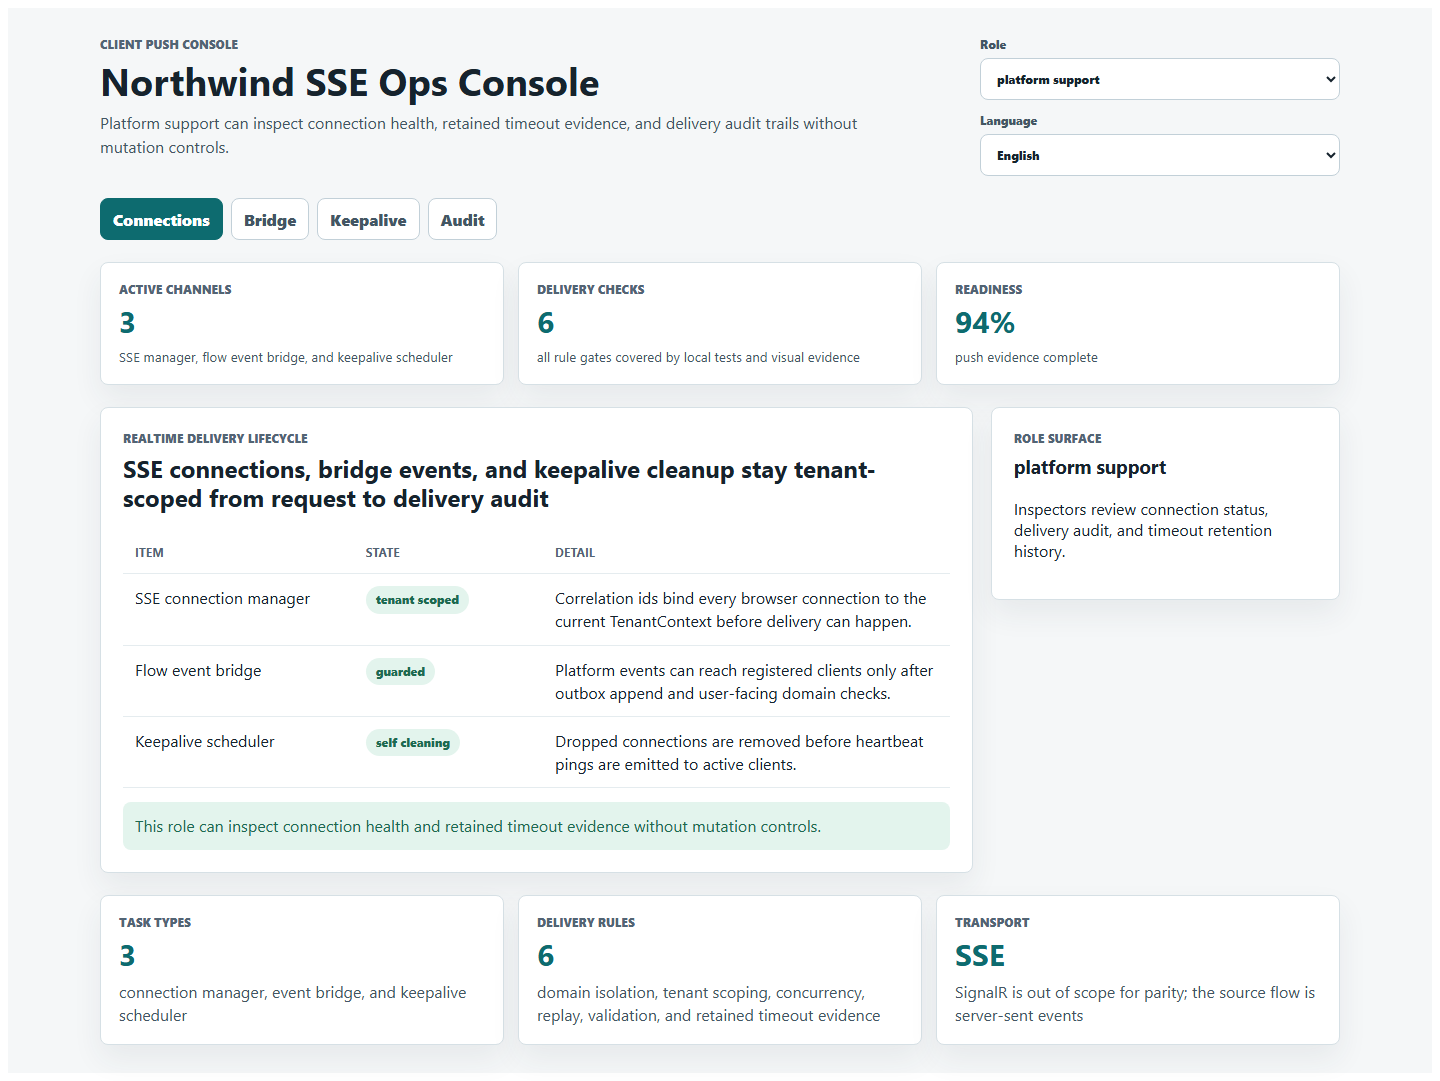 CLIENT PUSH CONSOLE
Northwind SSE Ops Console
Platform support can inspect connection health, retained timeout evidence, and delivery audit trails without
mutation controls.
Role
platform support
Language
English
Connections
Bridge
Keepalive
Audit
ACTIVE CHANNELS
3
SSE manager, flow event bridge, and keepalive scheduler
DELIVERY CHECKS
6
all rule gates covered by local tests and visual evidence
READINESS
94%
push evidence complete
REALTIME DELIVERY LIFECYCLE
SSE connections, bridge events, and keepalive cleanup stay tenant-
scoped from request to delivery audit
ITEM STATE DETAIL
SSE connection manager
tenant scoped
Correlation ids bind every browser connection to the
current TenantContext before delivery can happen.
Flow event bridge
guarded
Platform events can reach registered clients only after
outbox append and user-facing domain checks.
Keepalive scheduler
self cleaning
Dropped connections are removed before heartbeat
pings are emitted to active clients.
This role can inspect connection health and retained timeout evidence without mutation controls.
ROLE SURFACE
platform support
Inspectors review connection status,
delivery audit, and timeout retention
history.
TASK TYPES
3
connection manager, event bridge, and keepalive
scheduler
DELIVERY RULES
6
domain isolation, tenant scoping, concurrency,
replay, validation, and retained timeout evidence
TRANSPORT
SSE
SignalR is out of scope for parity; the source flow is
server-sent events